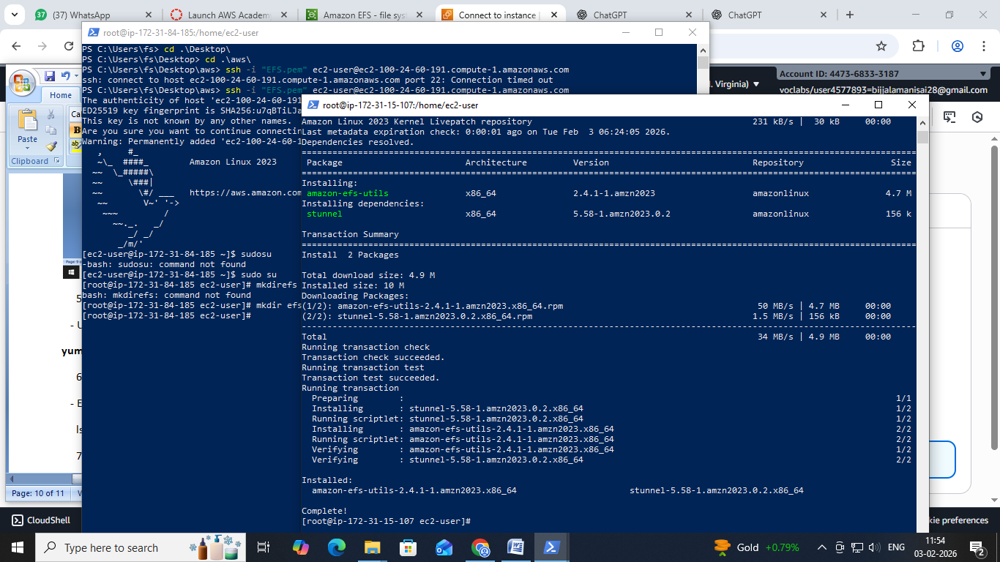 (37) WhatsApp
Launch AWS Academ
Amazon EFS - file sys
Connect to instance |
ChatGPT
ChatGPT
root@ip-172-31-84-185:/home/ec2-user
PS C:\Users\fs> cd .\Desktop\
PS C:\Users\fs\Desktop> cd .\aws\
PS C:\Users\fs\Desktop\aws> ssh -i "EFS.pem" ec2-user@ec2-100-24-60-191.compute-1.amazonaws.com
ssh: connect to host ec2-100-24-60-191.compute-1.amazonaws.com port 22: Connection timed out
PS C:\Users\fs\Desktop\aws> ssh -i "EFS.pem" ec2-user@ec2-100-24-60-191.compute-1.amazonaws.com
The authenticity of host 'ec2-100-24-60-191
ED25519 key fingerprint is SHA256:u7qBTiLJa
This key is not known by any other names.
Are you sure you want to continue connectin
Warning: Permanently added 'ec2-100-24-60-1
,     #_
~\_  ####_        Amazon Linux 2023
~~  \_#####\
~~     \###|
~~       \#/ ___   https://aws.amazon.com
~~       V~' '->
~~~         /
~~._.   _/
_/ _/
_/m/'
[ec2-user@ip-172-31-84-185 ~]$ sudosu
-bash: sudosu: command not found
[ec2-user@ip-172-31-84-185 ~]$ sudo su
[root@ip-172-31-84-185 ec2-user]# mkdirefs
bash: mkdirefs: command not found
[root@ip-172-31-84-185 ec2-user]# mkdir efs
[root@ip-172-31-84-185 ec2-user]#
root@ip-172-31-15-107:/home/ec2-user
Amazon Linux 2023 Kernel Livepatch repository 231 kB/s | 30 kB 00:00
Last metadata expiration check: 0:00:01 ago on Tue Feb  3 06:24:05 2026.
Dependencies resolved.
Package Architecture Version Repository Size
Installing:
amazon-efs-utils x86_64 2.4.1-1.amzn2023 amazonlinux 4.7 M
Installing dependencies:
stunnel x86_64 5.58-1.amzn2023.0.2 amazonlinux 156 k
Transaction Summary
Install  2 Packages
Total download size: 4.9 M
Installed size: 10 M
Downloading Packages:
(1/2): amazon-efs-utils-2.4.1-1.amzn2023.x86_64.rpm 50 MB/s | 4.7 MB 00:00
(2/2): stunnel-5.58-1.amzn2023.0.2.x86_64.rpm 1.5 MB/s | 156 kB 00:00
Total 34 MB/s | 4.9 MB 00:00
Running transaction check
Transaction check succeeded.
Running transaction test
Transaction test succeeded.
Running transaction
Preparing : 1/1
Installing : stunnel-5.58-1.amzn2023.0.2.x86_64 1/2
Running scriptlet: stunnel-5.58-1.amzn2023.0.2.x86_64 1/2
Installing : amazon-efs-utils-2.4.1-1.amzn2023.x86_64 2/2
Running scriptlet: amazon-efs-utils-2.4.1-1.amzn2023.x86_64 2/2
Verifying : amazon-efs-utils-2.4.1-1.amzn2023.x86_64 1/2
Verifying : stunnel-5.58-1.amzn2023.0.2.x86_64 2/2
Installed:
amazon-efs-utils-2.4.1-1.amzn2023.x86_64 stunnel-5.58-1.amzn2023.0.2.x86_64
Complete!
[root@ip-172-31-15-107 ec2-user]#
. Virginia)
Account ID: 4473-6833-3187
voclabs/user4577893=bijjalamanisai28@gmail.com
Home
Paste
Ca
B
ab
Clipboard
5
- U
yum
6
- E
ls
7
Page: 10 of 11
CloudShell
kie preferences
Type here to search
Gold +0.79%
ENG
11:54
03-02-2026
2